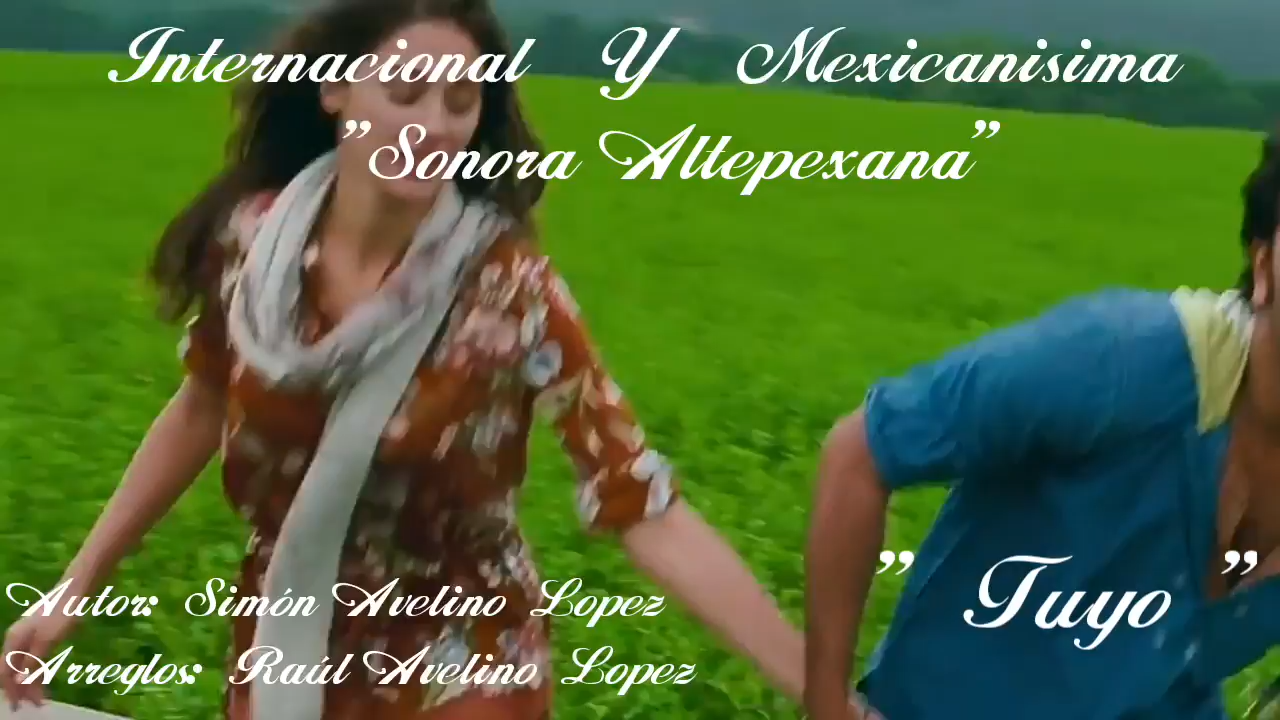 Internacional Y Mexicanisima
"Sonora Altepexana"
" Tuyo "
Autor: Simón Avelino Lopez
Arreglos: Raúl Avelino Lopez